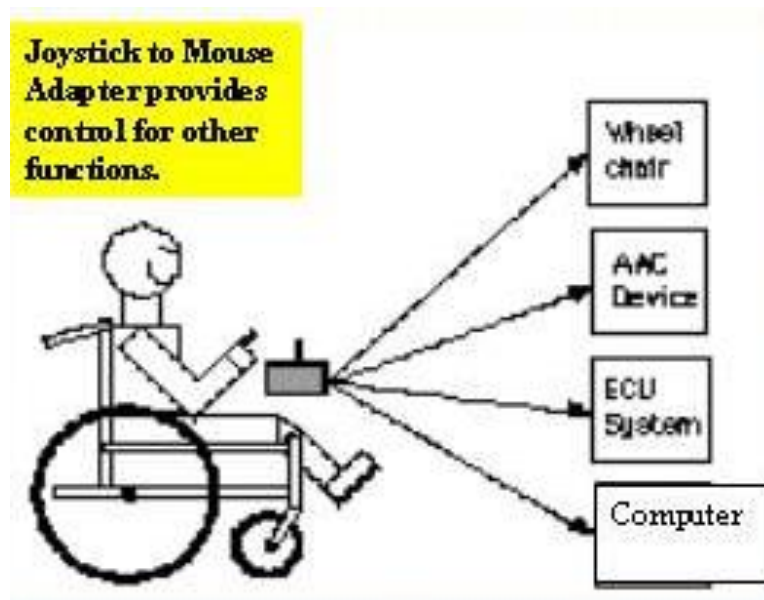 Joystick to Mouse
Adapter provides
control for other
functions.
Wheel
chair
AAC
Device
ECU
System
Computer